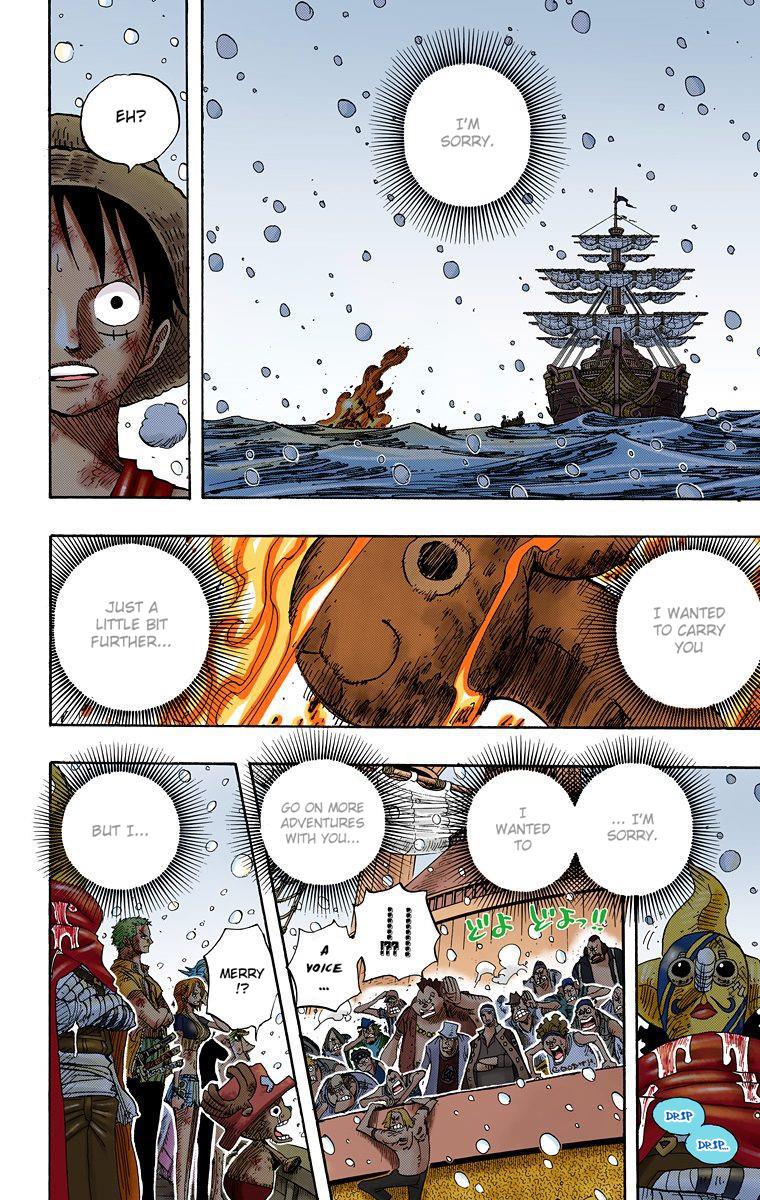 I'M
SORRY.
EH?
I WANTED
TO CARRY
YOU
JUST A
LITTLE BIT
FURTHER...
... I'M
SORRY.
DRIP
DRIP...
I
WANTED
TO
GO ON MORE
ADVENTURES
WITH YOU...
どよ どよっ!!
!??
A
VOICE
...
MERRY
!?
BUT I...